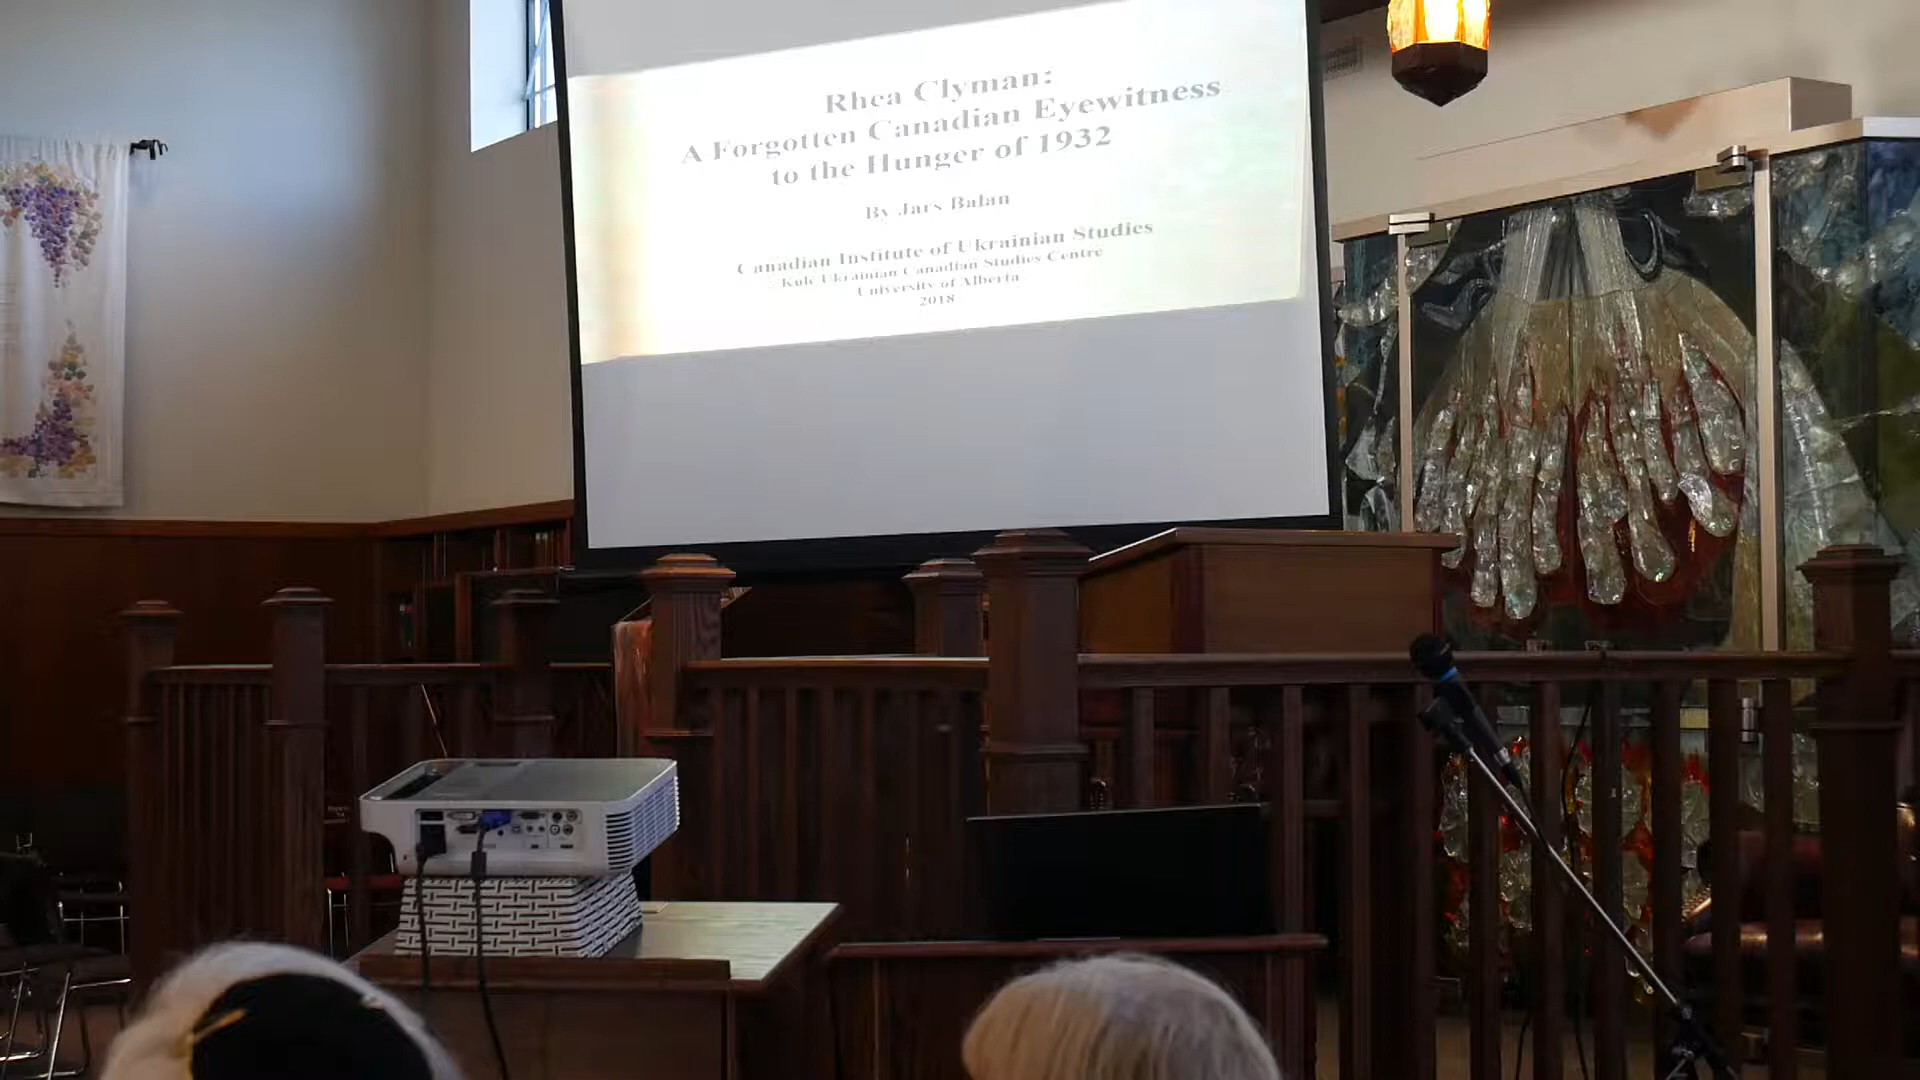 Rhea Clyman:
A Forgotten Canadian Eyewitness
to the Hunger of 1932
By Jars Balan
Canadian Institute of Ukrainian Studies
Kule Ukrainian Canadian Studies Centre
University of Alberta
2018